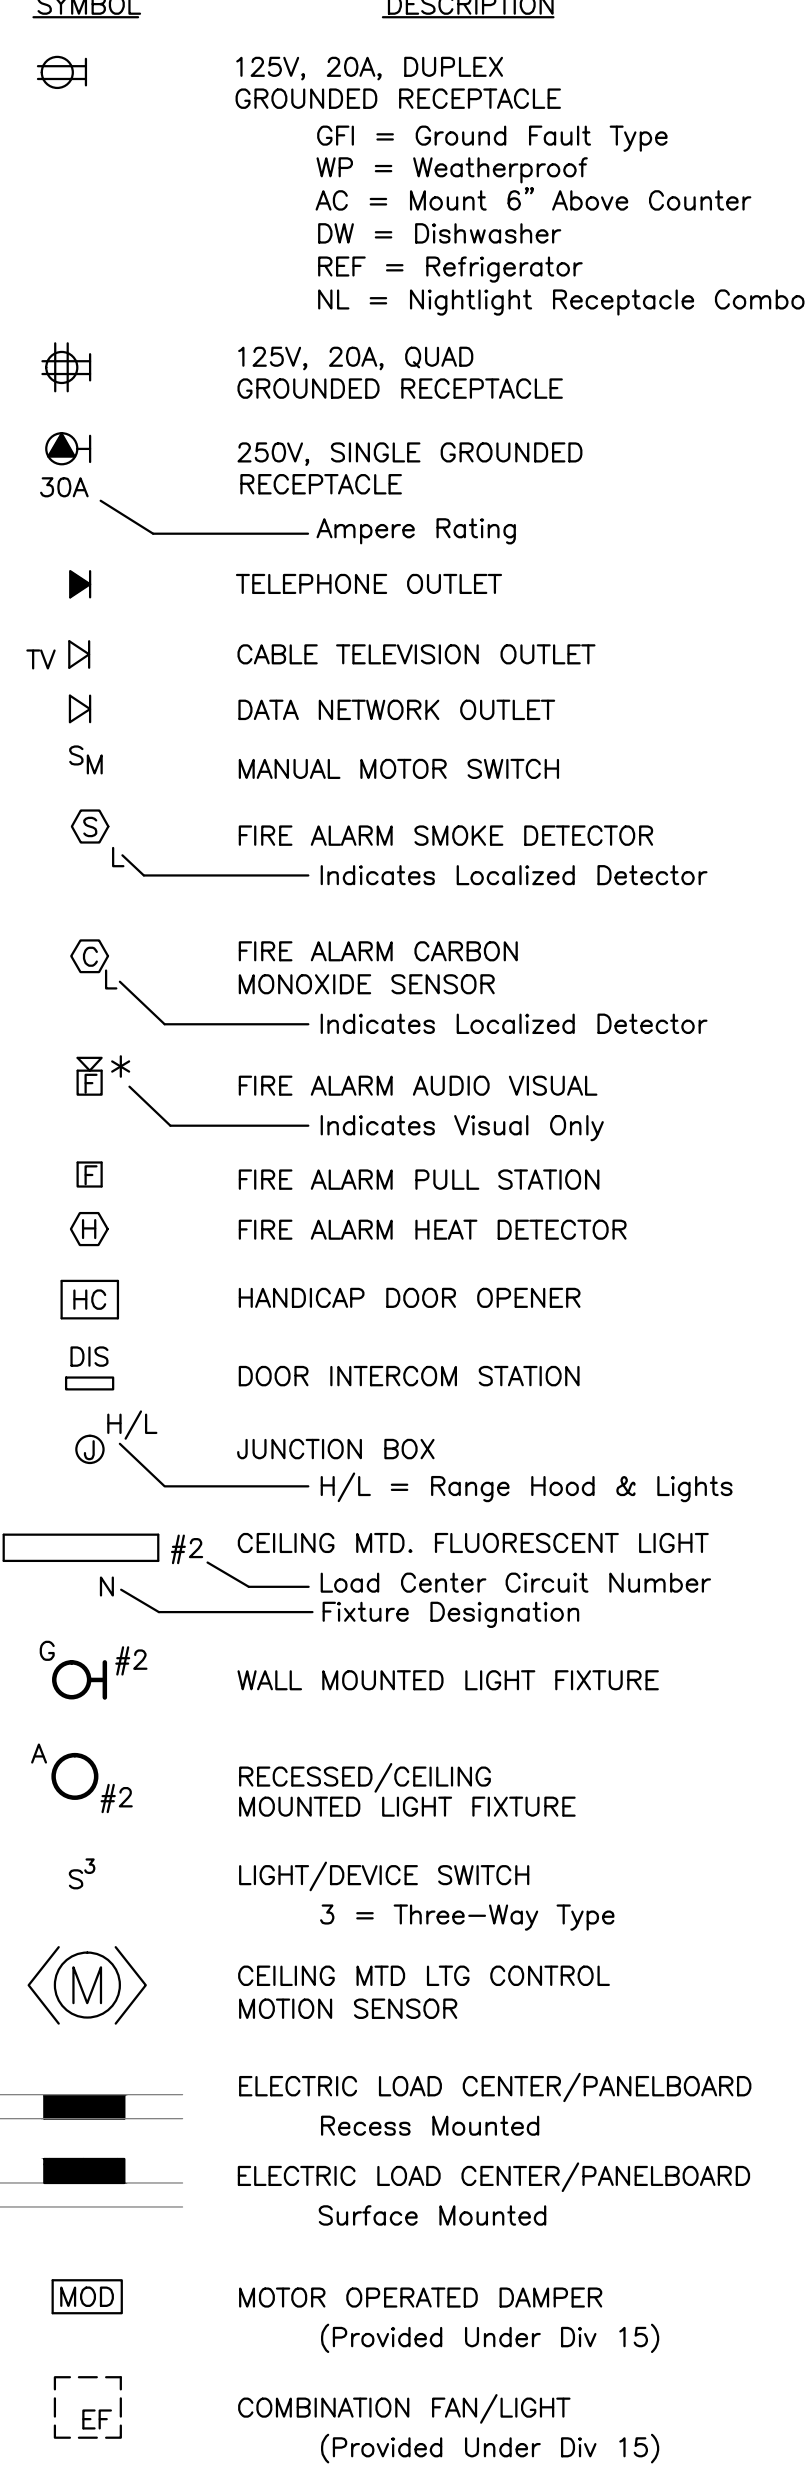 SYMBOL DESCRIPTION
125V, 20A, DUPLEX
GROUNDED RECEPTACLE
GFI = Ground Fault Type
WP = Weatherproof
AC = Mount 6" Above Counter
DW = Dishwasher
REF = Refrigerator
NL = Nightlight Receptacle Combo
125V, 20A, QUAD
GROUNDED RECEPTACLE
250V, SINGLE GROUNDED
30A RECEPTACLE
Ampere Rating
TELEPHONE OUTLET
TV CABLE TELEVISION OUTLET
DATA NETWORK OUTLET
SM MANUAL MOTOR SWITCH
S FIRE ALARM SMOKE DETECTOR
L Indicates Localized Detector
C FIRE ALARM CARBON
L MONOXIDE SENSOR
Indicates Localized Detector
F * FIRE ALARM AUDIO VISUAL
Indicates Visual Only
F FIRE ALARM PULL STATION
H FIRE ALARM HEAT DETECTOR
HC HANDICAP DOOR OPENER
DIS DOOR INTERCOM STATION
J H/L JUNCTION BOX
H/L = Range Hood & Lights
#2 CEILING MTD. FLUORESCENT LIGHT
N Load Center Circuit Number
Fixture Designation
G #2 WALL MOUNTED LIGHT FIXTURE
A RECESSED/CEILING
#2 MOUNTED LIGHT FIXTURE
S3 LIGHT/DEVICE SWITCH
3 = Three-Way Type
M CEILING MTD LTG CONTROL
MOTION SENSOR
ELECTRIC LOAD CENTER/PANELBOARD
Recess Mounted
ELECTRIC LOAD CENTER/PANELBOARD
Surface Mounted
MOD MOTOR OPERATED DAMPER
(Provided Under Div 15)
EF COMBINATION FAN/LIGHT
(Provided Under Div 15)